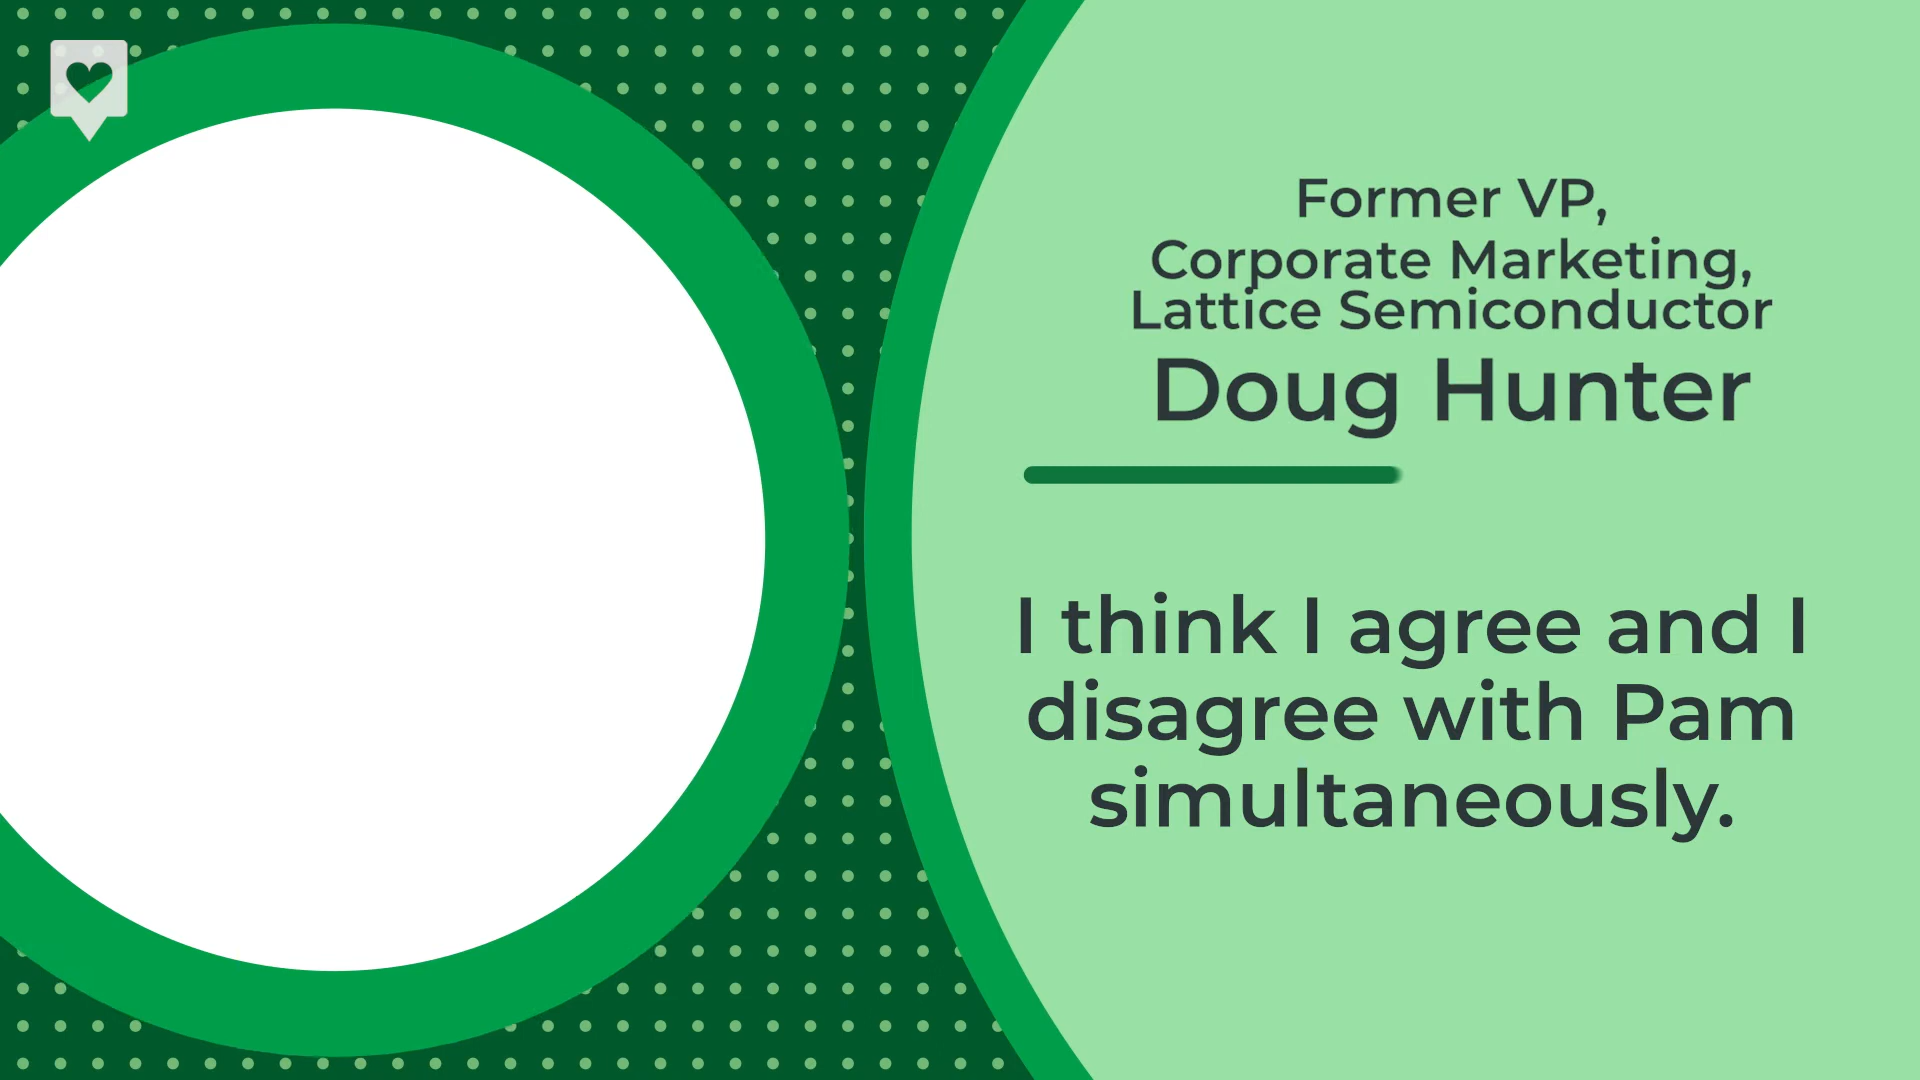 Former VP,
Corporate Marketing,
Lattice Semiconductor
Doug Hunter
I think I agree and I
disagree with Pam
simultaneously.